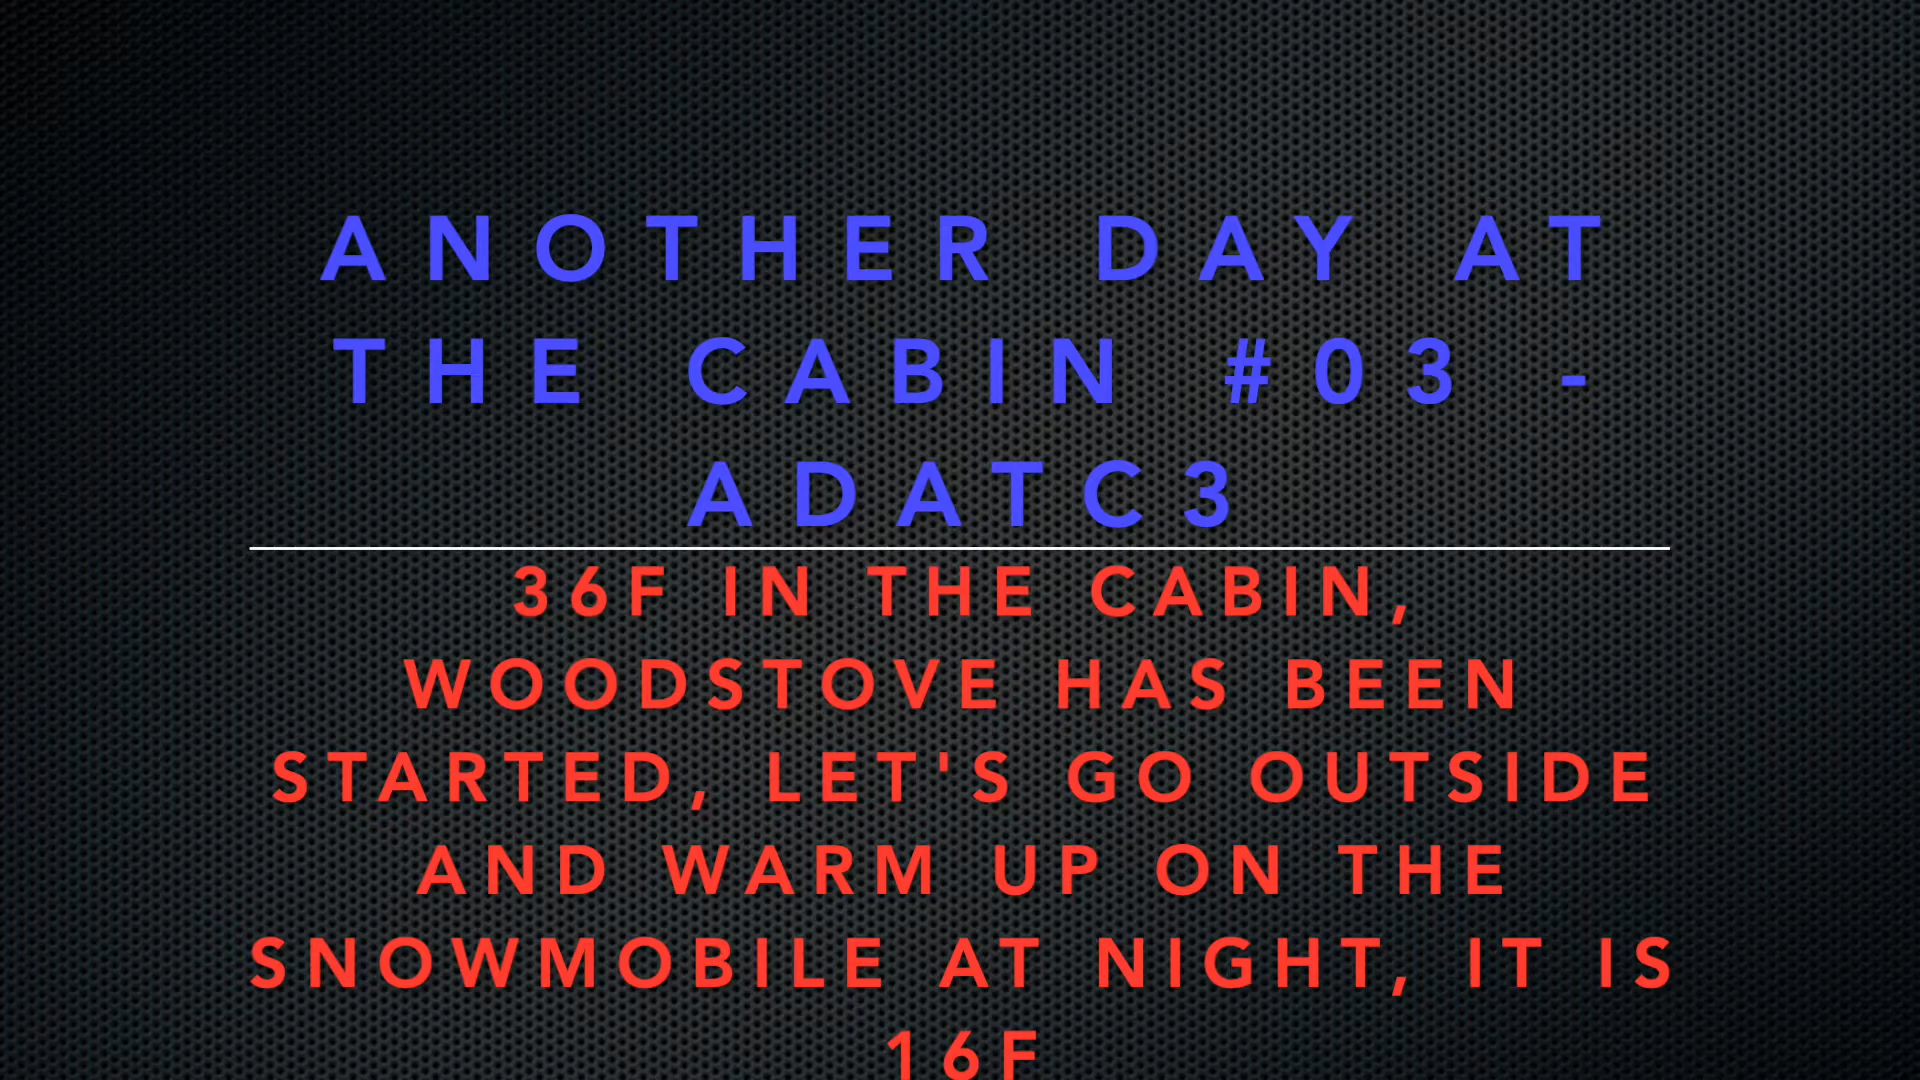 ANOTHER DAY AT
THE CABIN #03 -
ADATC3
36F IN THE CABIN,
WOODSTOVE HAS BEEN
STARTED, LET'S GO OUTSIDE
AND WARM UP ON THE
SNOWMOBILE AT NIGHT, IT IS
16F